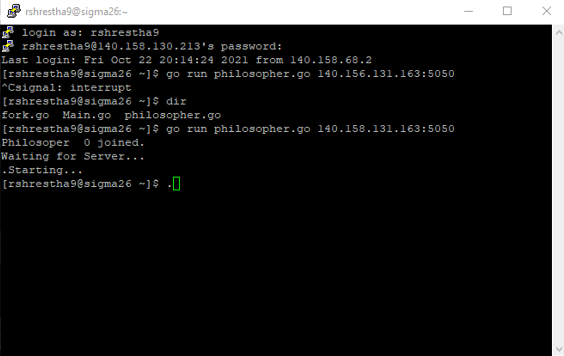 rshrestha9@sigma26:~
login as: rshrestha9
rshrestha9@140.158.130.213's password:
Last login: Fri Oct 22 20:14:24 2021 from 140.158.68.2
[rshrestha9@sigma26 ~]$ go run philosopher.go 140.156.131.163:5050
^Csignal: interrupt
[rshrestha9@sigma26 ~]$ dir
fork.go  Main.go  philosopher.go
[rshrestha9@sigma26 ~]$ go run philosopher.go 140.158.131.163:5050
Philosoper  0 joined.
Waiting for Server...
.Starting...
[rshrestha9@sigma26 ~]$ .